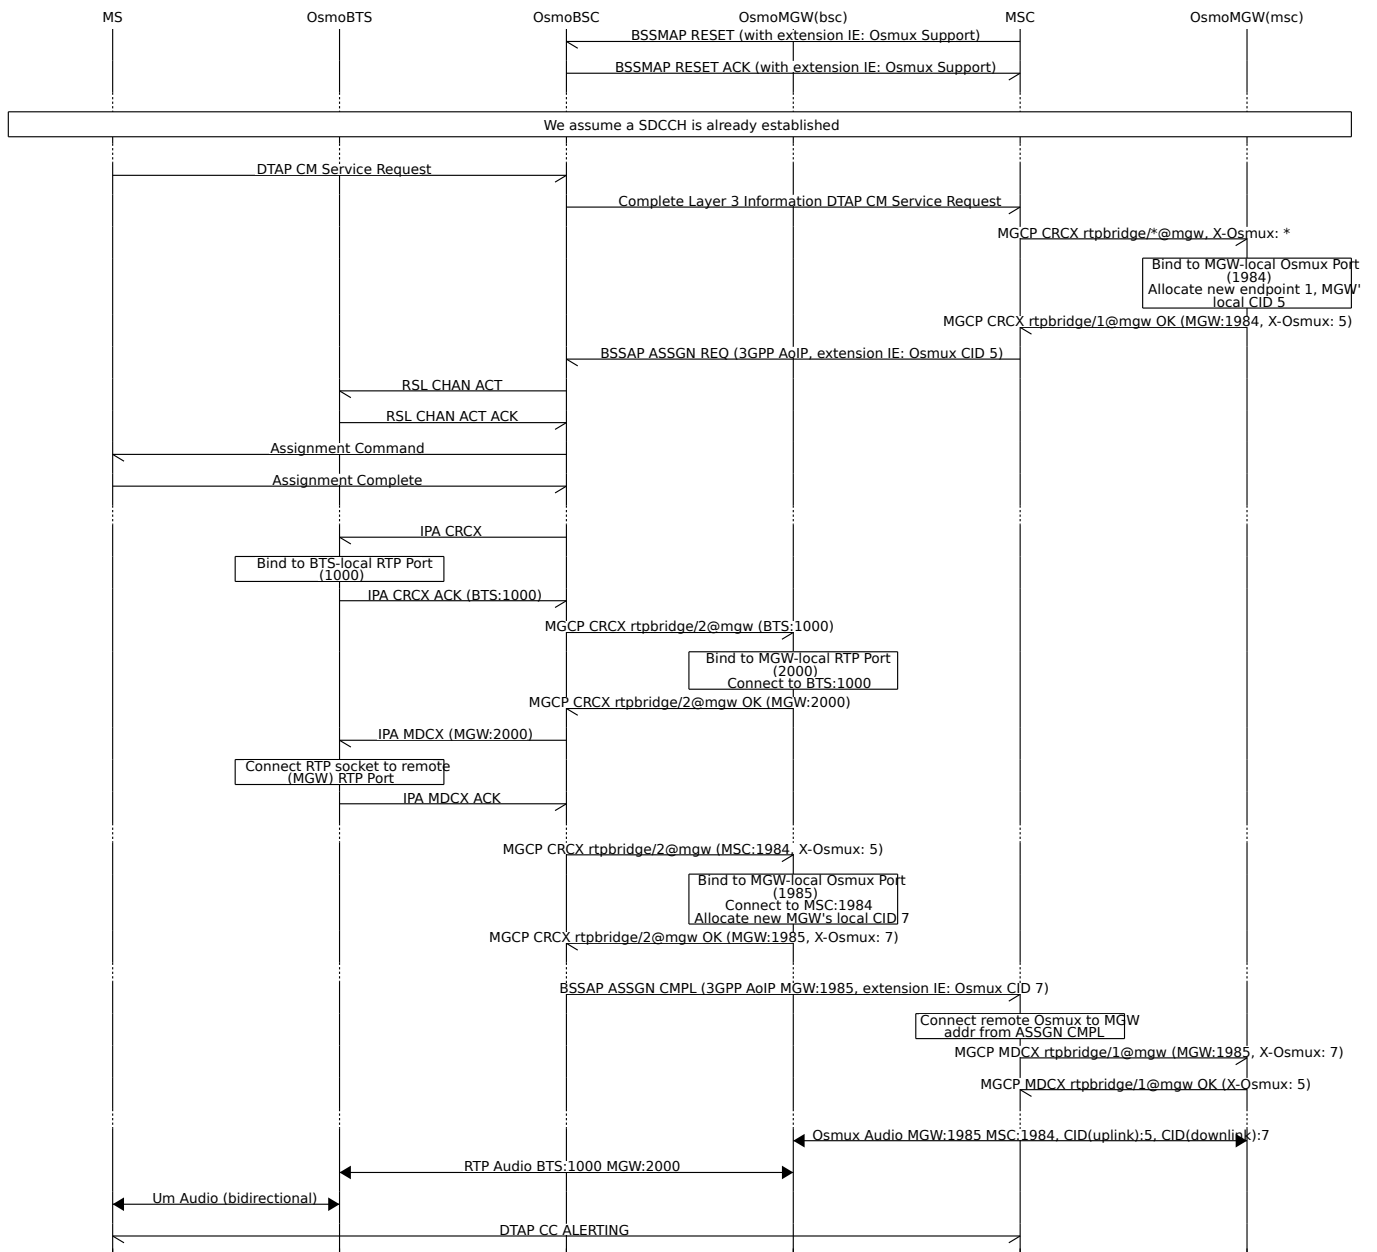 MS
OsmoBTS
OsmoBSC
OsmoMGW(bsc)
MSC
OsmoMGW(msc)
BSSMAP RESET (with extension IE: Osmux Support)
BSSMAP RESET ACK (with extension IE: Osmux Support)
We assume a SDCCH is already established
DTAP CM Service Request
Complete Layer 3 Information DTAP CM Service Request
MGCP CRCX rtpbridge/*@mgw, X-Osmux: *
Bind to MGW-local Osmux Port
(1984)
Allocate new endpoint 1, MGW'
local CID 5
MGCP CRCX rtpbridge/1@mgw OK (MGW:1984, X-Osmux: 5)
BSSAP ASSGN REQ (3GPP AoIP, extension IE: Osmux CID 5)
RSL CHAN ACT
RSL CHAN ACT ACK
Assignment Command
Assignment Complete
IPA CRCX
Bind to BTS-local RTP Port
(1000)
IPA CRCX ACK (BTS:1000)
MGCP CRCX rtpbridge/2@mgw (BTS:1000)
Bind to MGW-local RTP Port
(2000)
Connect to BTS:1000
MGCP CRCX rtpbridge/2@mgw OK (MGW:2000)
IPA MDCX (MGW:2000)
Connect RTP socket to remote
(MGW) RTP Port
IPA MDCX ACK
MGCP CRCX rtpbridge/2@mgw (MSC:1984, X-Osmux: 5)
Bind to MGW-local Osmux Port
(1985)
Connect to MSC:1984
Allocate new MGW's local CID 7
MGCP CRCX rtpbridge/2@mgw OK (MGW:1985, X-Osmux: 7)
BSSAP ASSGN CMPL (3GPP AoIP MGW:1985, extension IE: Osmux CID 7)
Connect remote Osmux to MGW
addr from ASSGN CMPL
MGCP MDCX rtpbridge/1@mgw (MGW:1985, X-Osmux: 7)
MGCP MDCX rtpbridge/1@mgw OK (X-Osmux: 5)
Osmux Audio MGW:1985 MSC:1984, CID(uplink):5, CID(downlink):7
RTP Audio BTS:1000 MGW:2000
Um Audio (bidirectional)
DTAP CC ALERTING